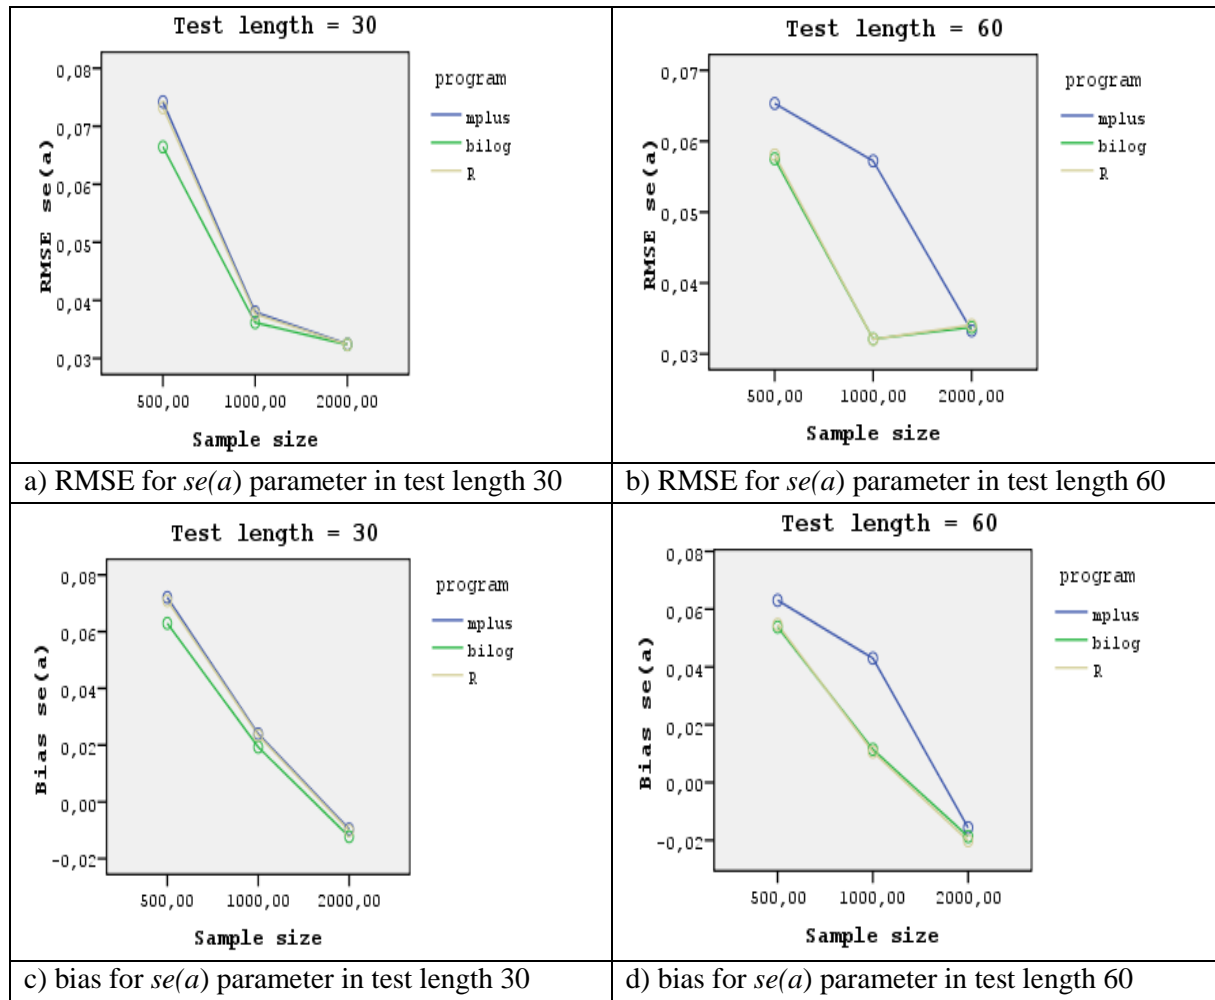 Test length = 30
RMSE se(a)
0,08
0,07
0,06
0,05
0,04
0,03
500,00 1000,00 2000,00
Sample size
program
mplus
bilog
R
a) RMSE for se(a) parameter in test length 30
Test length = 60
RMSE se(a)
0,07
0,06
0,05
0,04
0,03
500,00 1000,00 2000,00
Sample size
program
mplus
bilog
R
b) RMSE for se(a) parameter in test length 60
Test length = 30
Bias se(a)
0,08
0,06
0,04
0,02
0,00
-0,02
500,00 1000,00 2000,00
Sample size
program
mplus
bilog
R
c) bias for se(a) parameter in test length 30
Test length = 60
Bias se(a)
0,08
0,06
0,04
0,02
0,00
-0,02
500,00 1000,00 2000,00
Sample size
program
mplus
bilog
R
d) bias for se(a) parameter in test length 60